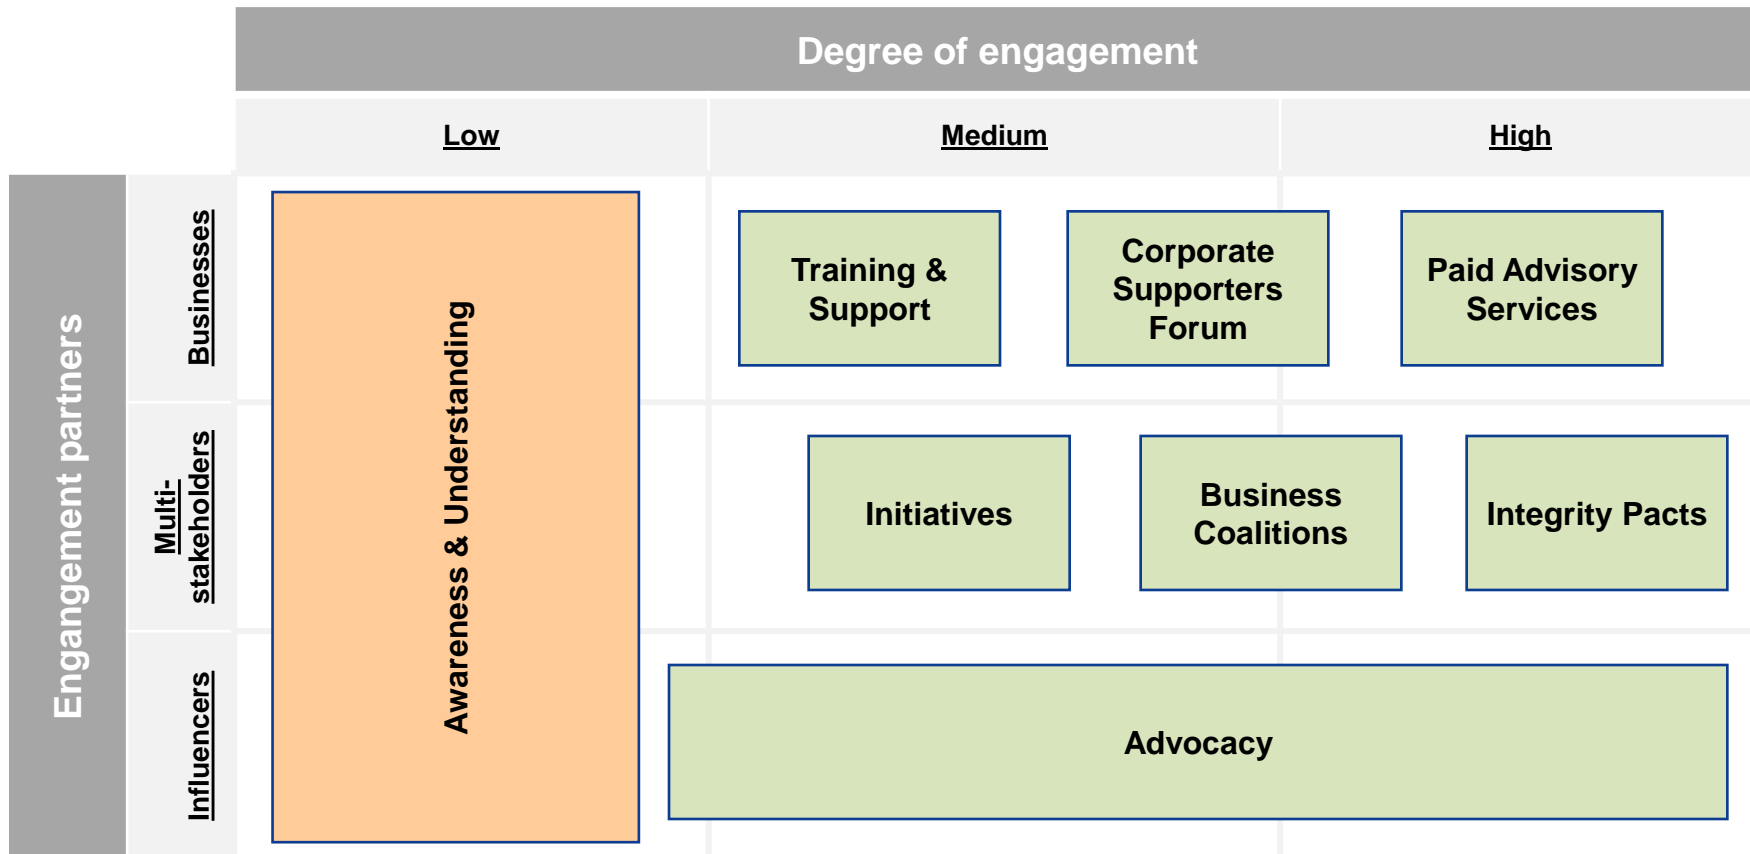 Degree of engagement
Low
Medium
High
Engangement partners
Businesses
Multi-
stakeholders
Influencers
Awareness & Understanding
Training &
Support
Corporate
Supporters
Forum
Paid Advisory
Services
Initiatives
Business
Coalitions
Integrity Pacts
Advocacy